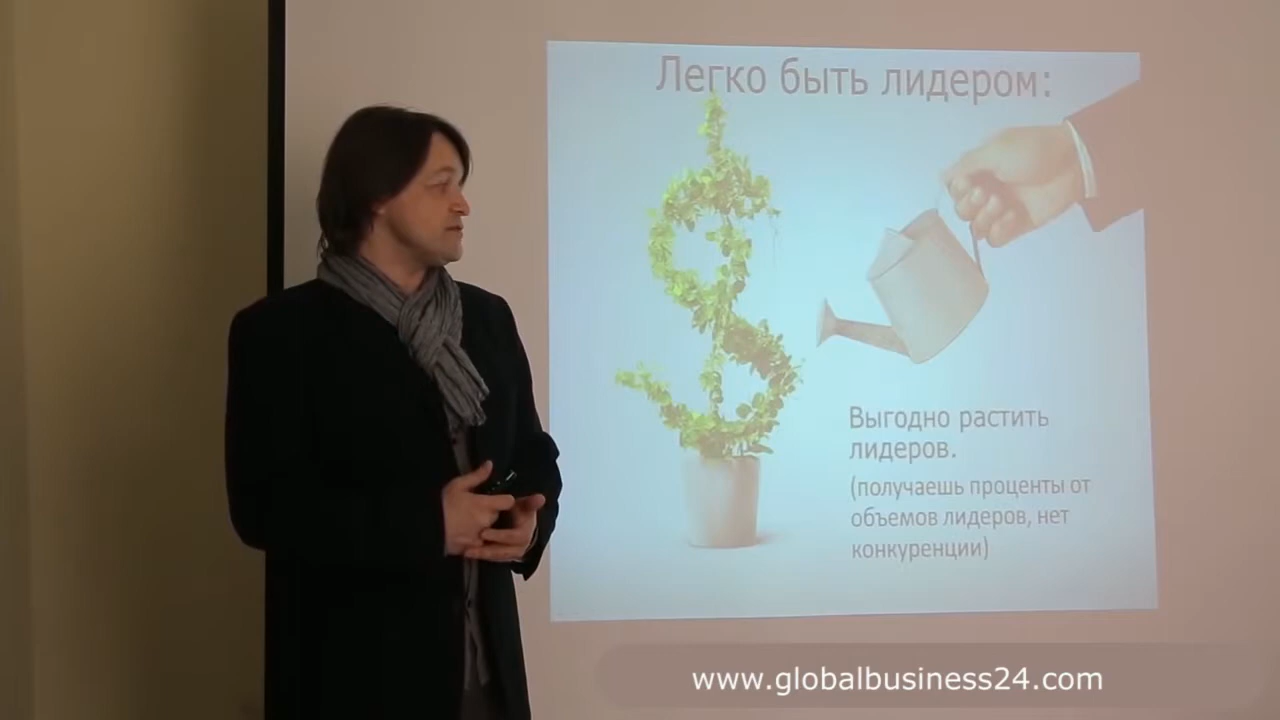 Легко быть лидером:
Выгодно растить
лидеров.
(получаешь проценты от
объемов лидеров, нет
конкуренции)
www.globalbusiness24.com